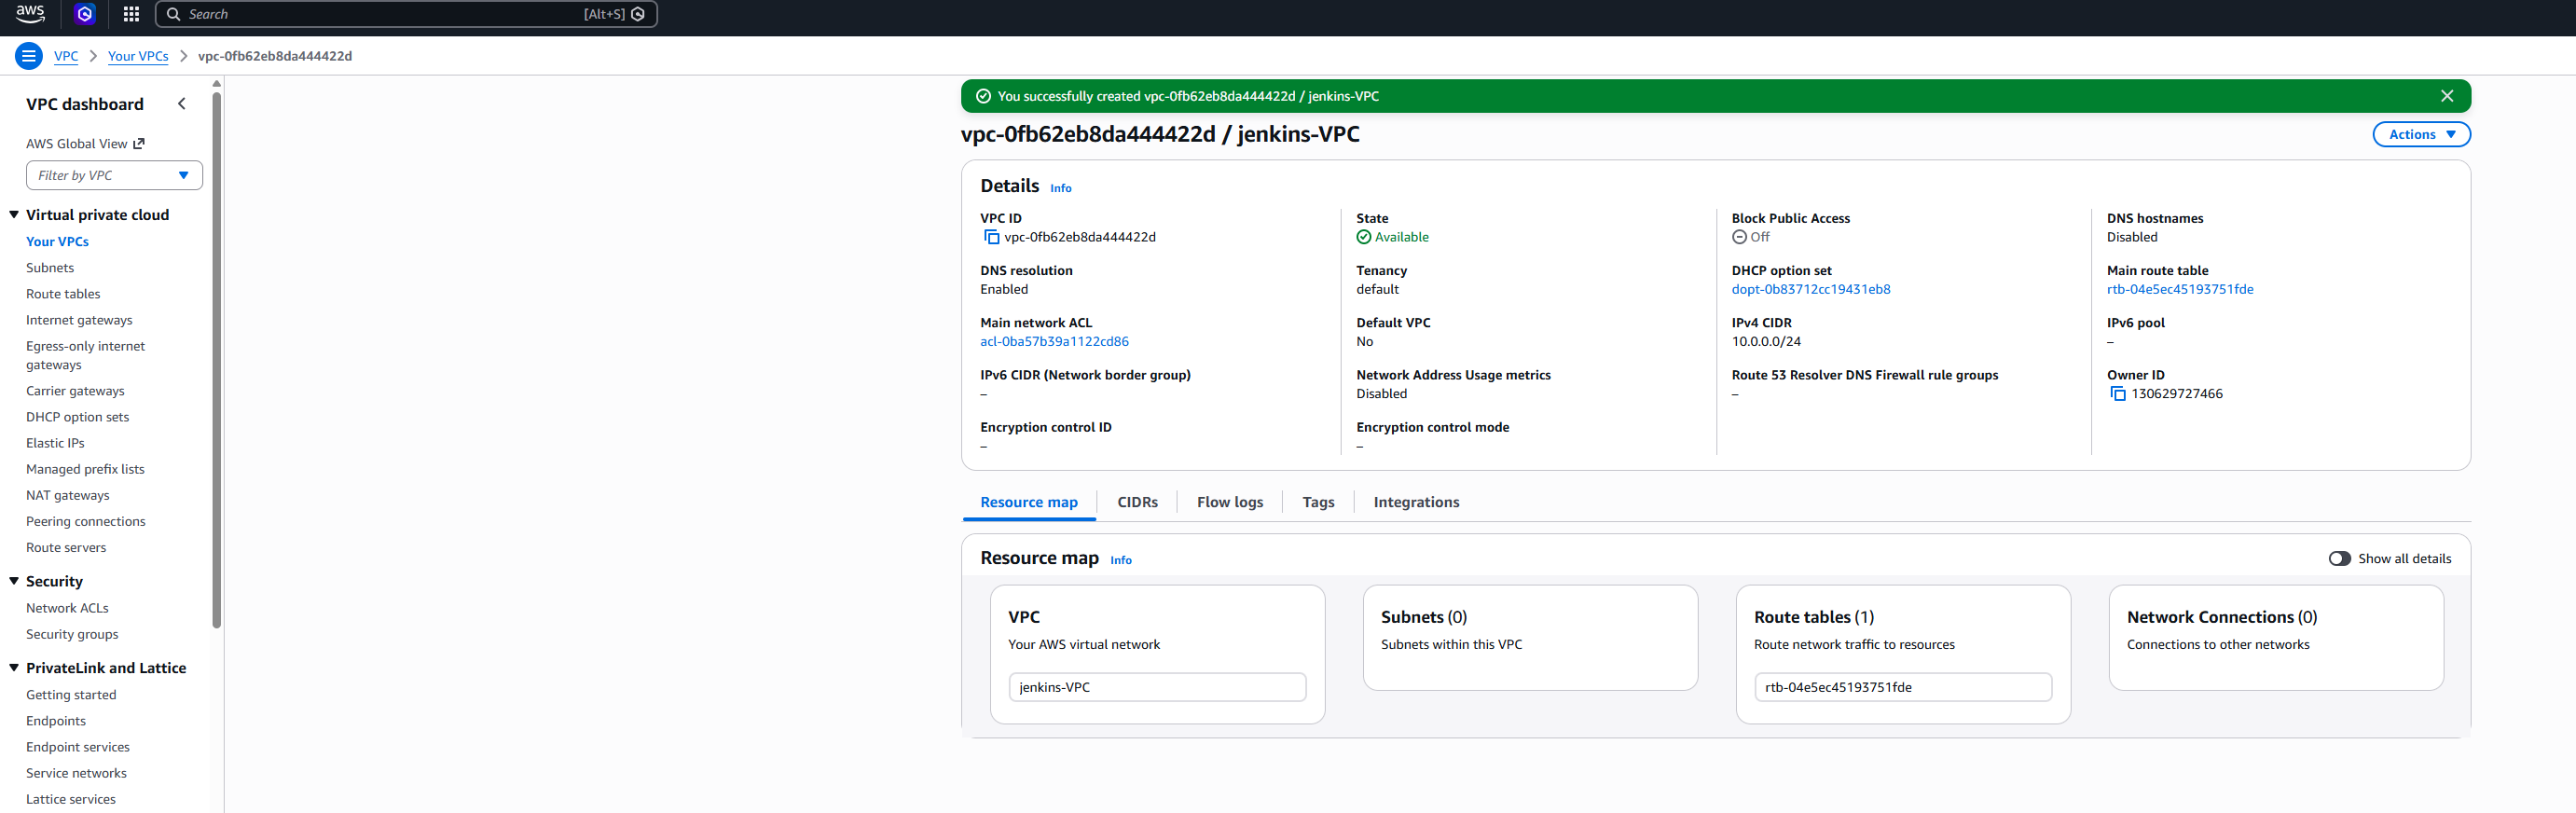 aws
Search [Alt+S]
VPC > Your VPCs > vpc-0fb62eb8da444422d
VPC dashboard
AWS Global View
Filter by VPC
Virtual private cloud
Your VPCs
Subnets
Route tables
Internet gateways
Egress-only internet
gateways
Carrier gateways
DHCP option sets
Elastic IPs
Managed prefix lists
NAT gateways
Peering connections
Route servers
Security
Network ACLs
Security groups
PrivateLink and Lattice
Getting started
Endpoints
Endpoint services
Service networks
Lattice services
You successfully created vpc-0fb62eb8da444422d / jenkins-VPC
vpc-0fb62eb8da444422d / jenkins-VPC
Actions
Details Info
VPC ID
vpc-0fb62eb8da444422d
State
Available
Block Public Access
Off
DNS hostnames
Disabled
DNS resolution
Enabled
Tenancy
default
DHCP option set
dopt-0b83712cc19431eb8
Main route table
rtb-04e5ec45193751fde
Main network ACL
acl-0ba57b39a1122cd86
Default VPC
No
IPv4 CIDR
10.0.0.0/24
IPv6 pool
–
IPv6 CIDR (Network border group)
–
Network Address Usage metrics
Disabled
Route 53 Resolver DNS Firewall rule groups
–
Owner ID
130629727466
Encryption control ID
–
Encryption control mode
–
Resource map
CIDRs
Flow logs
Tags
Integrations
Resource map Info
Show all details
VPC
Your AWS virtual network
jenkins-VPC
Subnets (0)
Subnets within this VPC
Route tables (1)
Route network traffic to resources
rtb-04e5ec45193751fde
Network Connections (0)
Connections to other networks